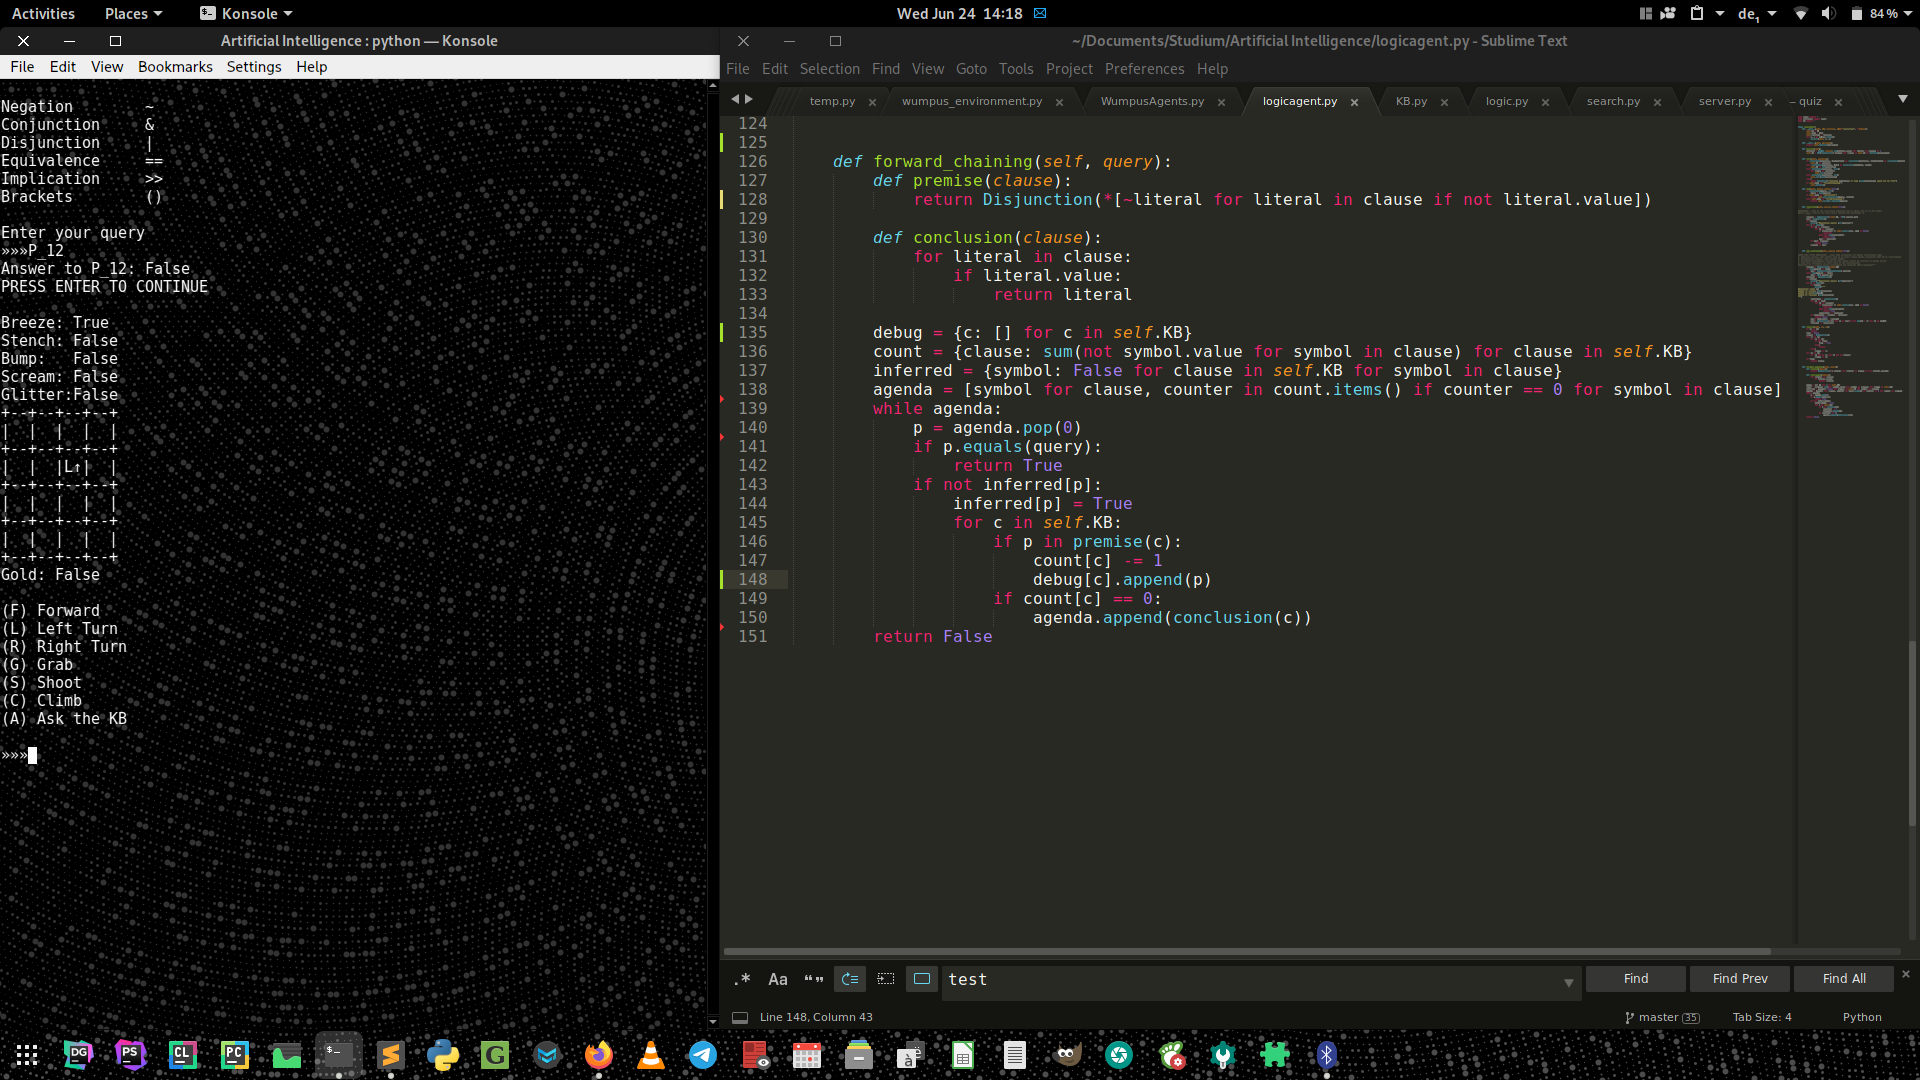 Activities Places Konsole Wed Jun 24 14:18 de1 84 %
Artificial Intelligence : python — Konsole
File Edit View Bookmarks Settings Help
Negation ~
Conjunction &
Disjunction |
Equivalence ==
Implication >>
Brackets ()
Enter your query
»»»P_12
Answer to P_12: False
PRESS ENTER TO CONTINUE
Breeze: True
Stench: False
Bump: False
Scream: False
Glitter:False
+--+--+--+--+
|  |  |  |  |
+--+--+--+--+
|  |  |L↑|  |
+--+--+--+--+
|  |  |  |  |
+--+--+--+--+
|  |  |  |  |
+--+--+--+--+
Gold: False
(F) Forward
(L) Left Turn
(R) Right Turn
(G) Grab
(S) Shoot
(C) Climb
(A) Ask the KB
»»»
~/Documents/Studium/Artificial Intelligence/logicagent.py - Sublime Text
File Edit Selection Find View Goto Tools Project Preferences Help
temp.py wumpus_environment.py WumpusAgents.py logicagent.py KB.py logic.py search.py server.py — quiz
124
125
126 def forward_chaining(self, query):
127 def premise(clause):
128 return Disjunction(*[~literal for literal in clause if not literal.value])
129
130 def conclusion(clause):
131 for literal in clause:
132 if literal.value:
133 return literal
134
135 debug = {c: [] for c in self.KB}
136 count = {clause: sum(not symbol.value for symbol in clause) for clause in self.KB}
137 inferred = {symbol: False for clause in self.KB for symbol in clause}
138 agenda = [symbol for clause, counter in count.items() if counter == 0 for symbol in clause]
139 while agenda:
140 p = agenda.pop(0)
141 if p.equals(query):
142 return True
143 if not inferred[p]:
144 inferred[p] = True
145 for c in self.KB:
146 if p in premise(c):
147 count[c] -= 1
148 debug[c].append(p)
149 if count[c] == 0:
150 agenda.append(conclusion(c))
151 return False
.* Aa “” test Find Find Prev Find All
Line 148, Column 43 master 35 Tab Size: 4 Python
DG PS CL PC